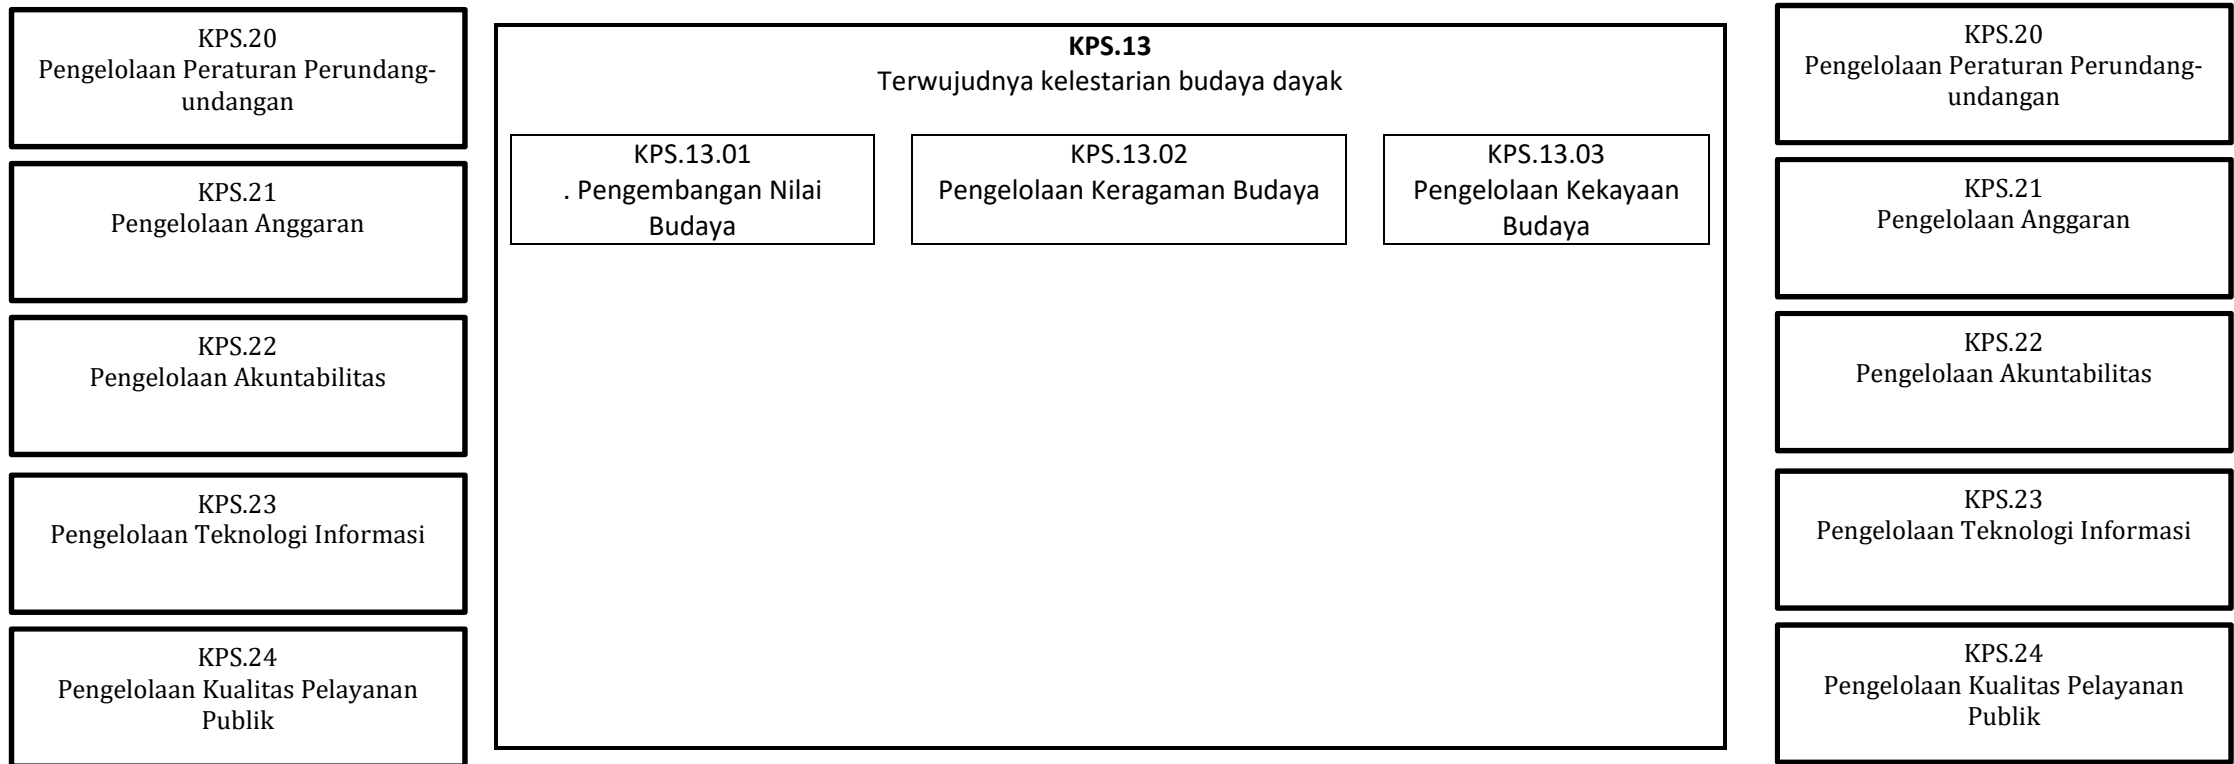 KPS.20
Pengelolaan Peraturan Perundang-
undangan
KPS.21
Pengelolaan Anggaran
KPS.22
Pengelolaan Akuntabilitas
KPS.23
Pengelolaan Teknologi Informasi
KPS.24
Pengelolaan Kualitas Pelayanan
Publik
KPS.13
Terwujudnya kelestarian budaya dayak
KPS.13.01
. Pengembangan Nilai
Budaya
KPS.13.02
Pengelolaan Keragaman Budaya
KPS.13.03
Pengelolaan Kekayaan
Budaya
KPS.20
Pengelolaan Peraturan Perundang-
undangan
KPS.21
Pengelolaan Anggaran
KPS.22
Pengelolaan Akuntabilitas
KPS.23
Pengelolaan Teknologi Informasi
KPS.24
Pengelolaan Kualitas Pelayanan
Publik